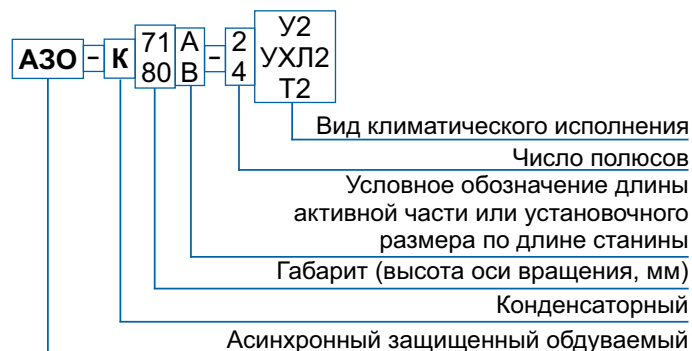 АЗО - К 71 А - 2 У2
80 В 4 УХЛ2
Т2
Вид климатического исполнения
Число полюсов
Условное обозначение длины
активной части или установочного
размера по длине станины
Габарит (высота оси вращения, мм)
Конденсаторный
Асинхронный защищенный обдуваемый